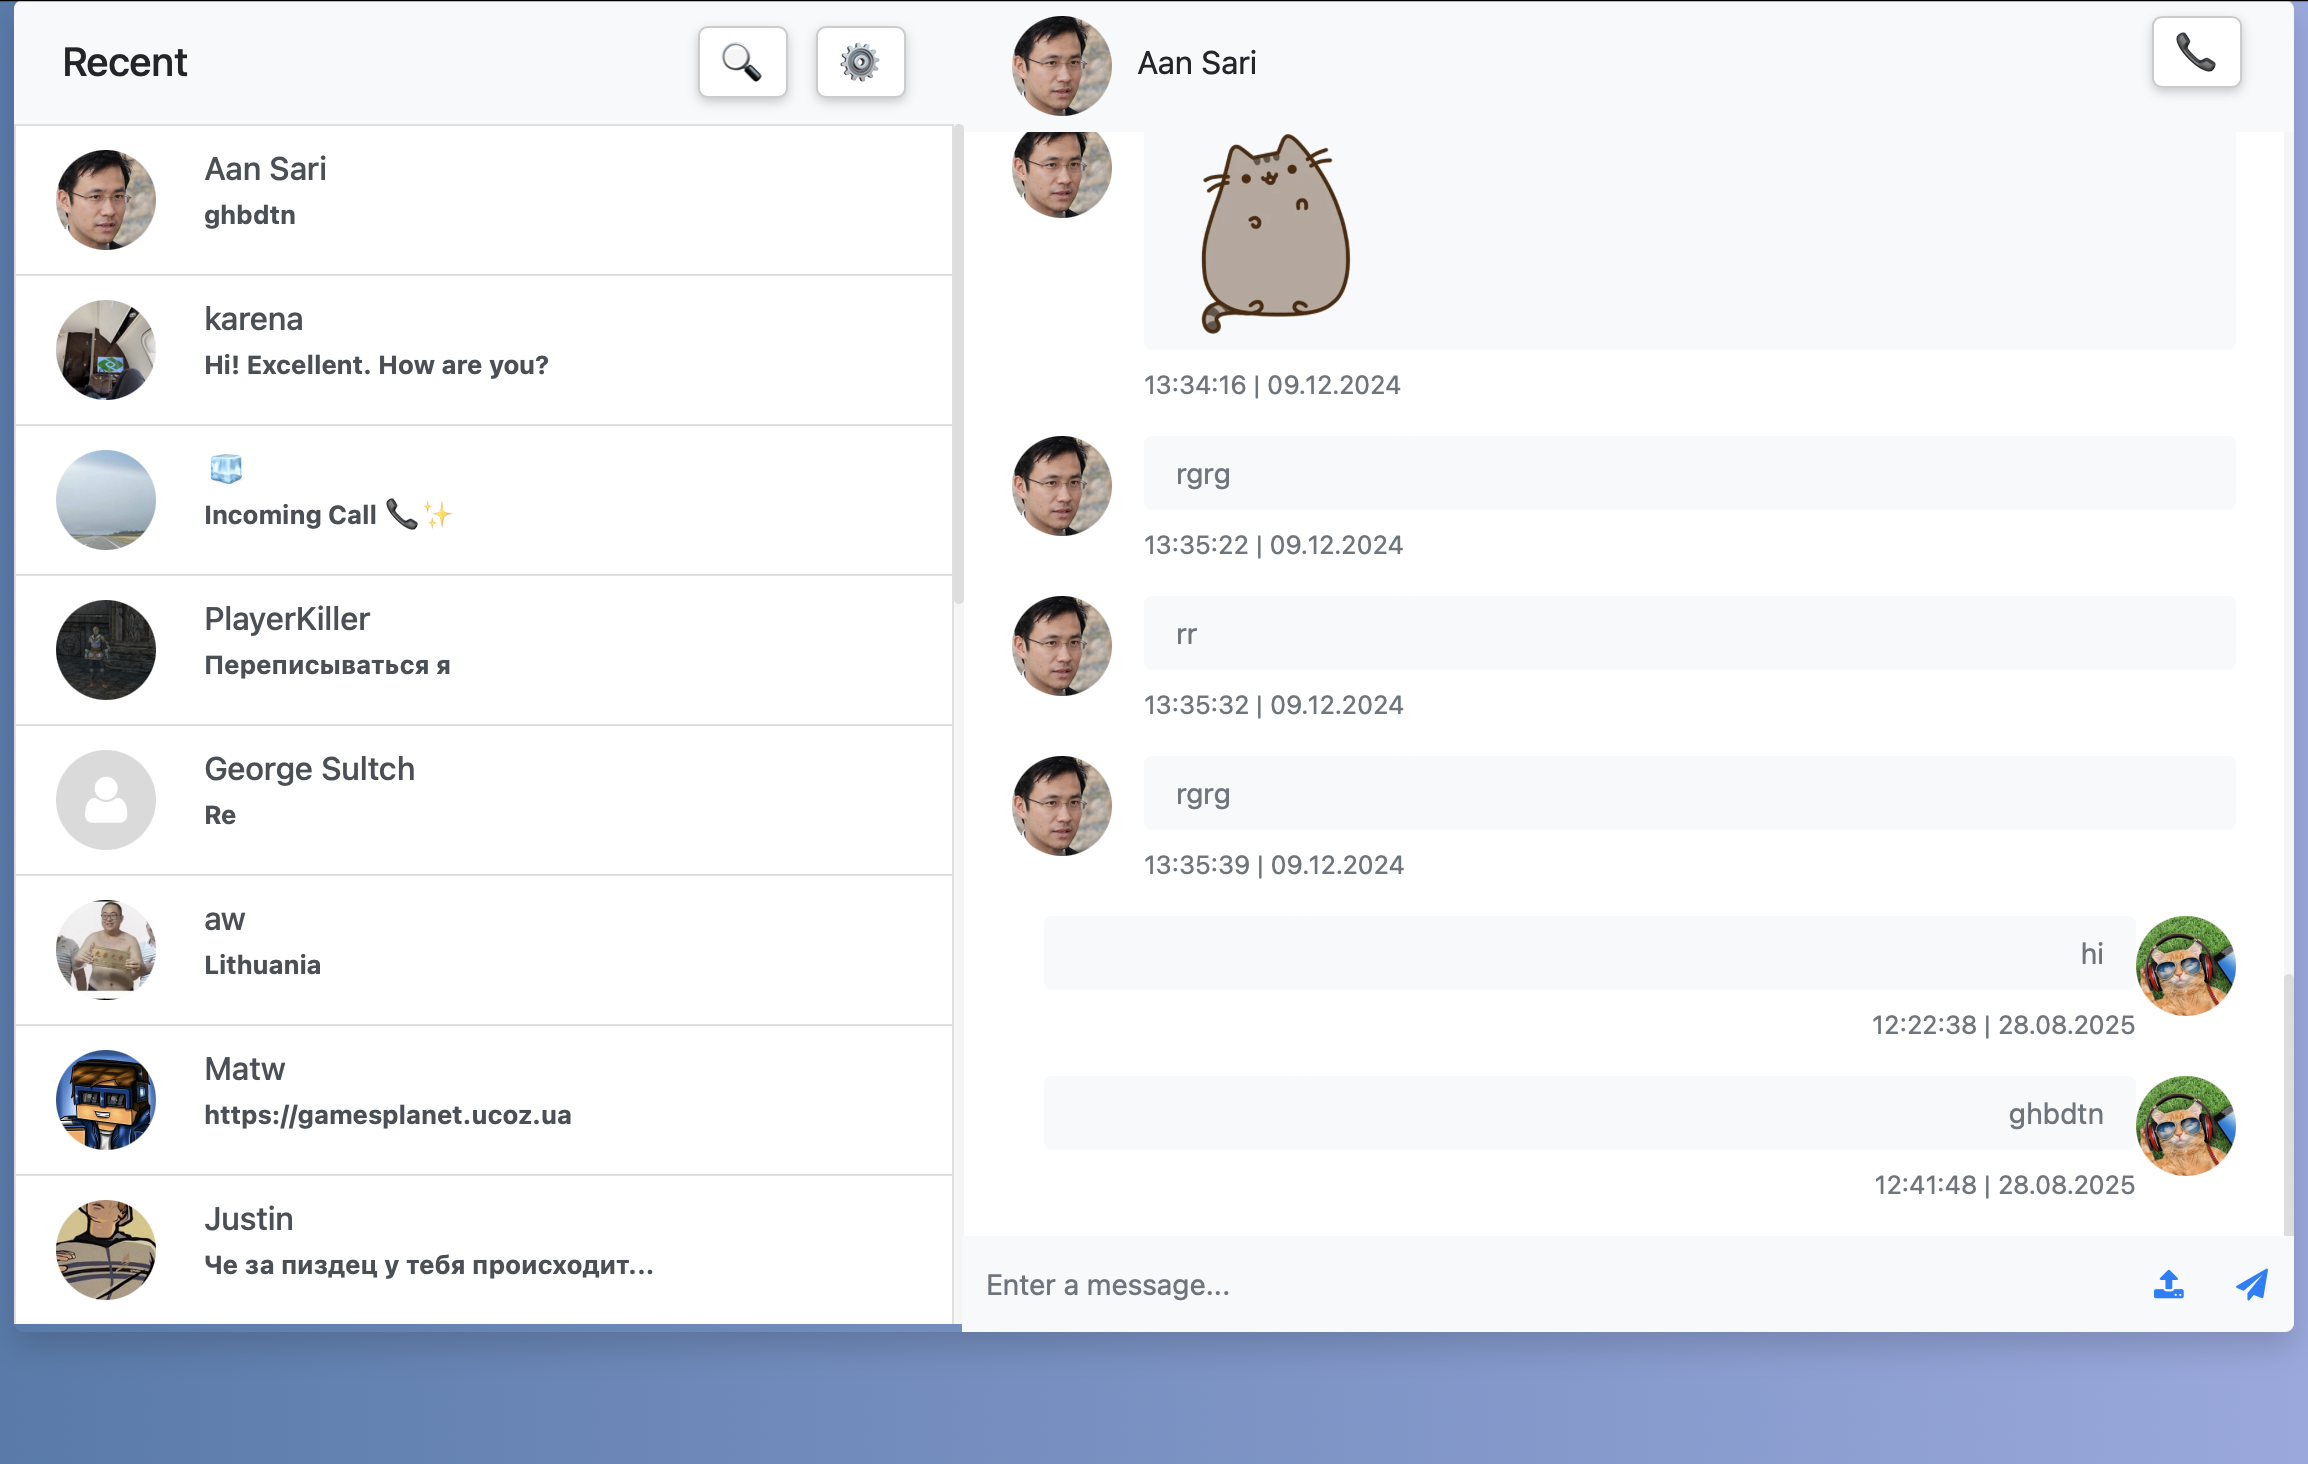 Recent
Aan Sari
ghbdtn
karena
Hi! Excellent. How are you?
Incoming Call 📞✨
PlayerKiller
Переписываться я
George Sultch
Re
aw
Lithuania
Matw
https://gamesplanet.ucoz.ua
Justin
Че за пиздец у тебя происходит...
Aan Sari
13:34:16 | 09.12.2024
rgrg
13:35:22 | 09.12.2024
rr
13:35:32 | 09.12.2024
rgrg
13:35:39 | 09.12.2024
hi
12:22:38 | 28.08.2025
ghbdtn
12:41:48 | 28.08.2025
Enter a message...